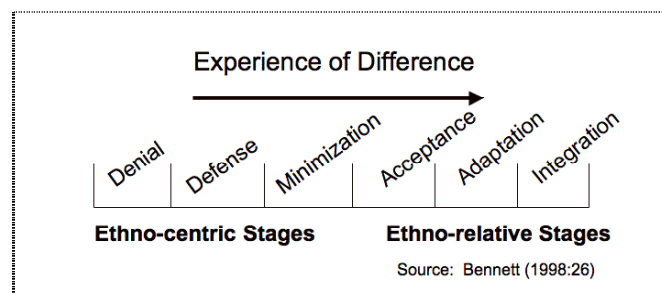 Experience of Difference
Denial Defense Minimization Acceptance Adaptation Integration
Ethno-centric Stages Ethno-relative Stages
Source: Bennett (1998:26)